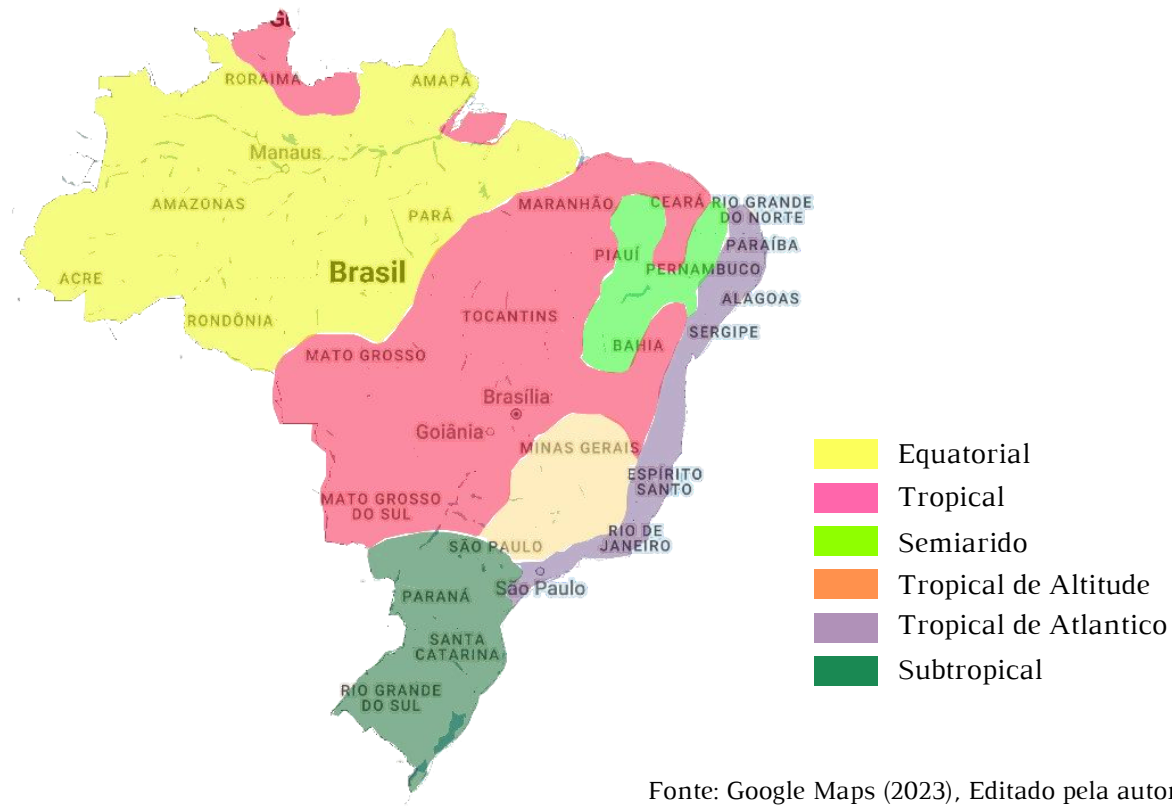 RORAIMA
AMAPÁ
Manaus
AMAZONAS
PARÁ
MARANHÃO
CEARÁ
RIO GRANDE
DO NORTE
PARAÍBA
PIAUÍ
PERNAMBUCO
Brasil
ACRE
ALAGOAS
RONDÔNIA
TOCANTINS
SERGIPE
MATO GROSSO
BAHIA
Brasília
Goiânia
MINAS GERAIS
ESPÍRITO
SANTO
MATO GROSSO
DO SUL
RIO DE
JANEIRO
SÃO PAULO
São Paulo
PARANÁ
SANTA
CATARINA
RIO GRANDE
DO SUL
Equatorial
Tropical
Semiarido
Tropical de Altitude
Tropical de Atlantico
Subtropical
Fonte: Google Maps (2023), Editado pela autor